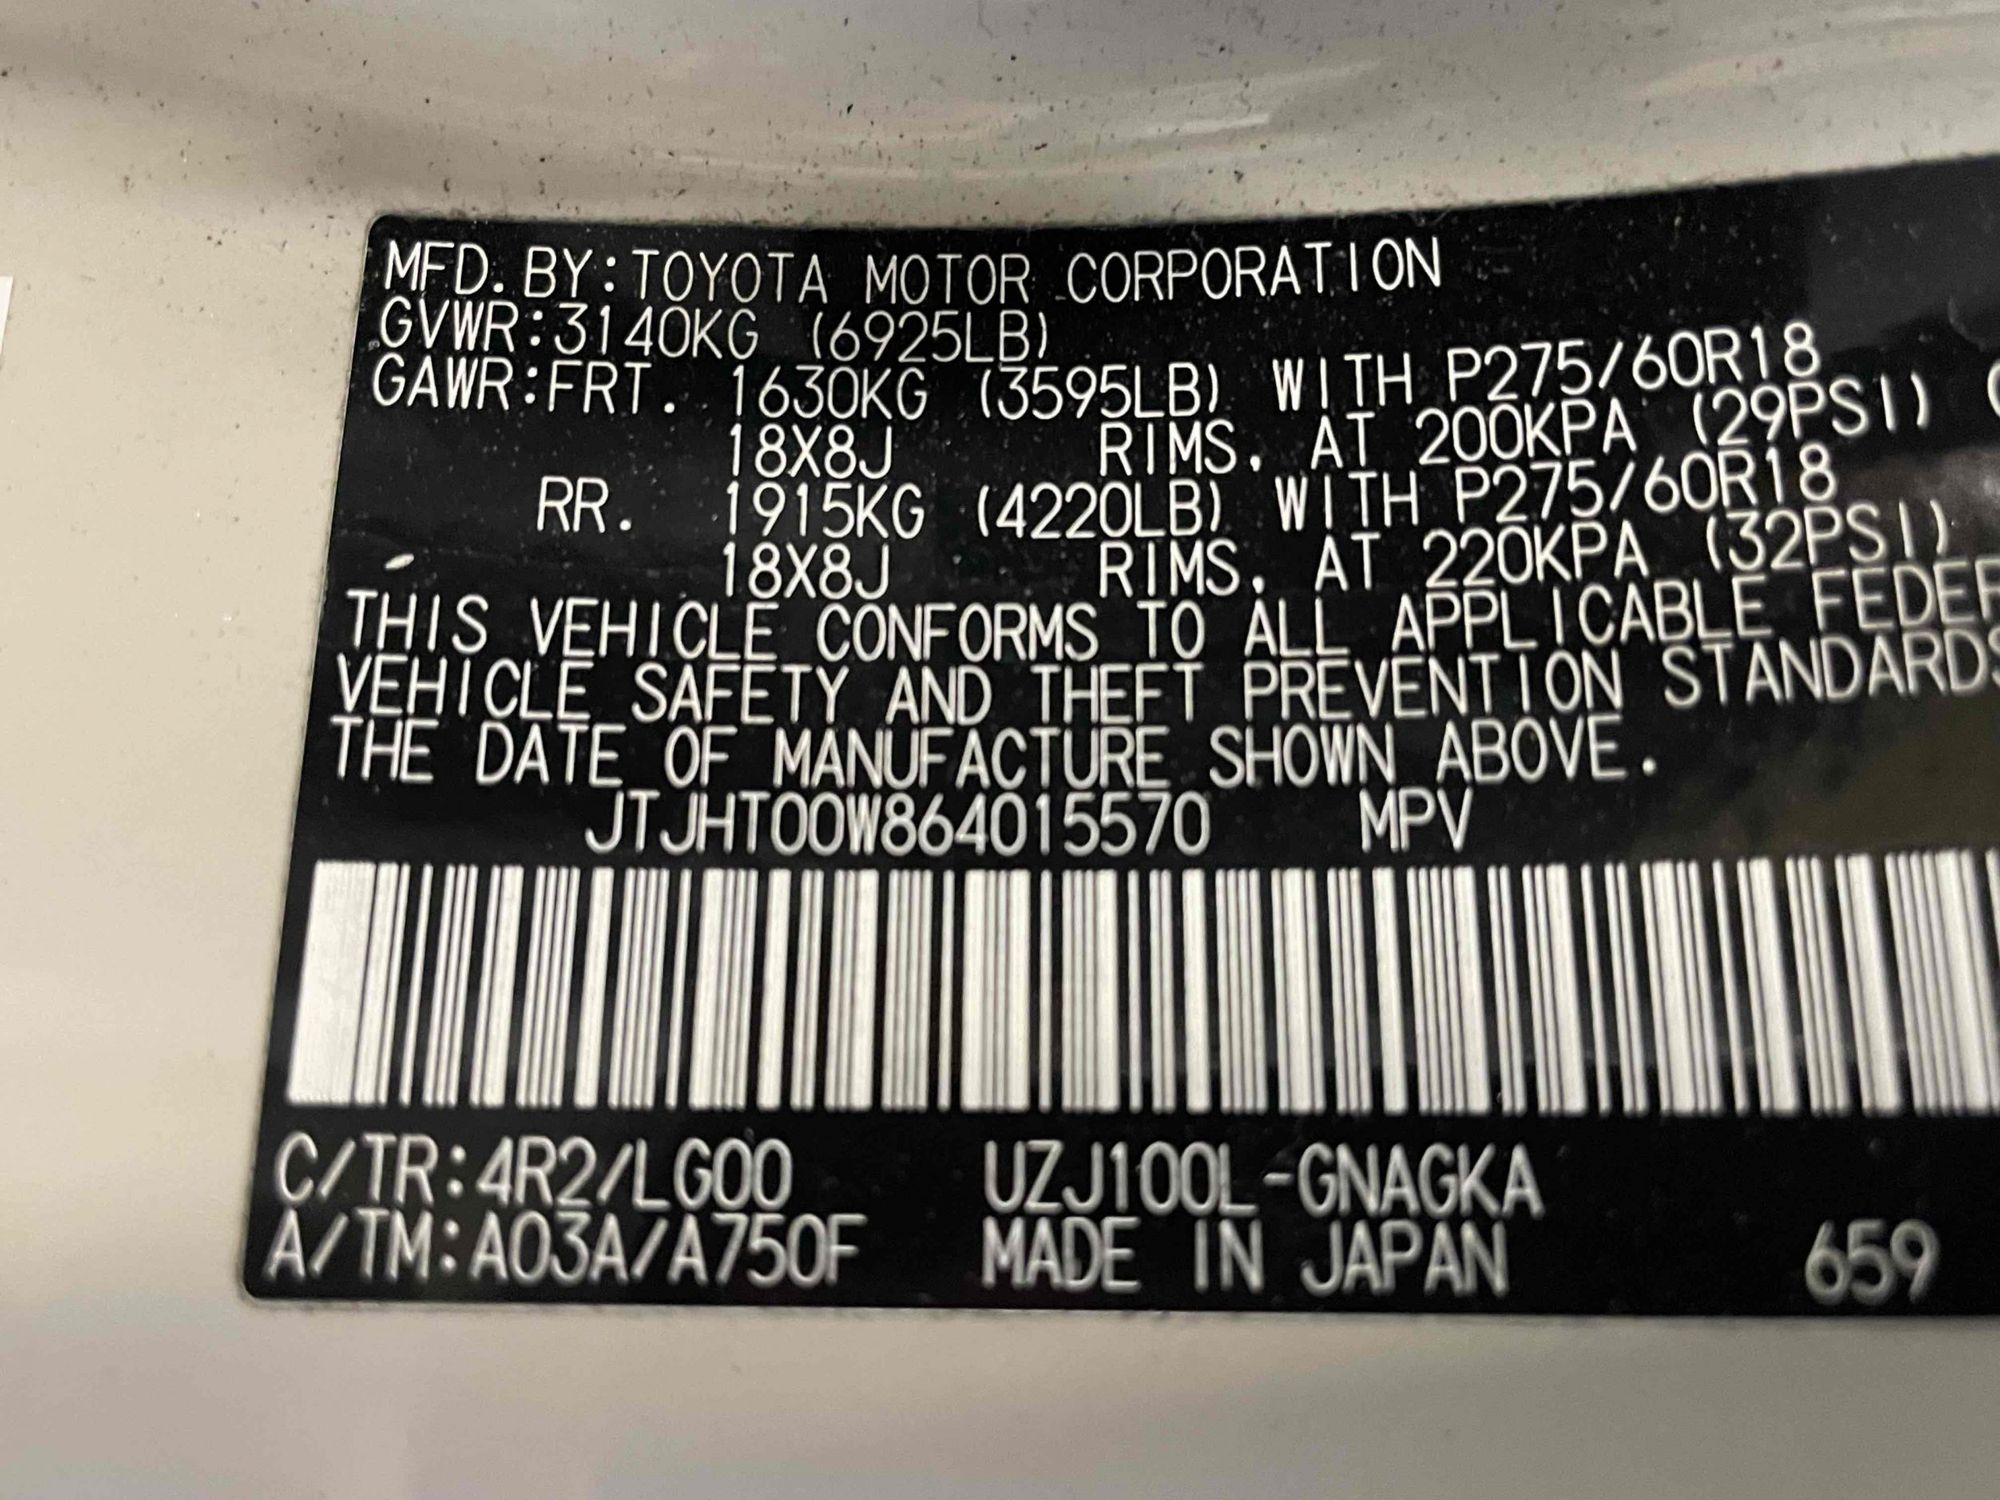 MFD. BY:TOYOTA MOTOR CORPORATION
GVWR:3140KG (6925LB)
GAWR:FRT. 1630KG (3595LB) WITH P275/60R18
18X8J RIMS, AT 200KPA (29PSI) (
RR. 1915KG (4220LB) WITH P275/60R18
18X8J RIMS, AT 220KPA (32PSI)
THIS VEHICLE CONFORMS TO ALL APPLICABLE FEDER
VEHICLE SAFETY AND THEFT PREVENTION STANDARDS
THE DATE OF MANUFACTURE SHOWN ABOVE.
JTJHT00W864015570 MPV
C/TR:4R2/LG00 UZJ100L-GNAGKA
A/TM:A03A/A750F MADE IN JAPAN 659